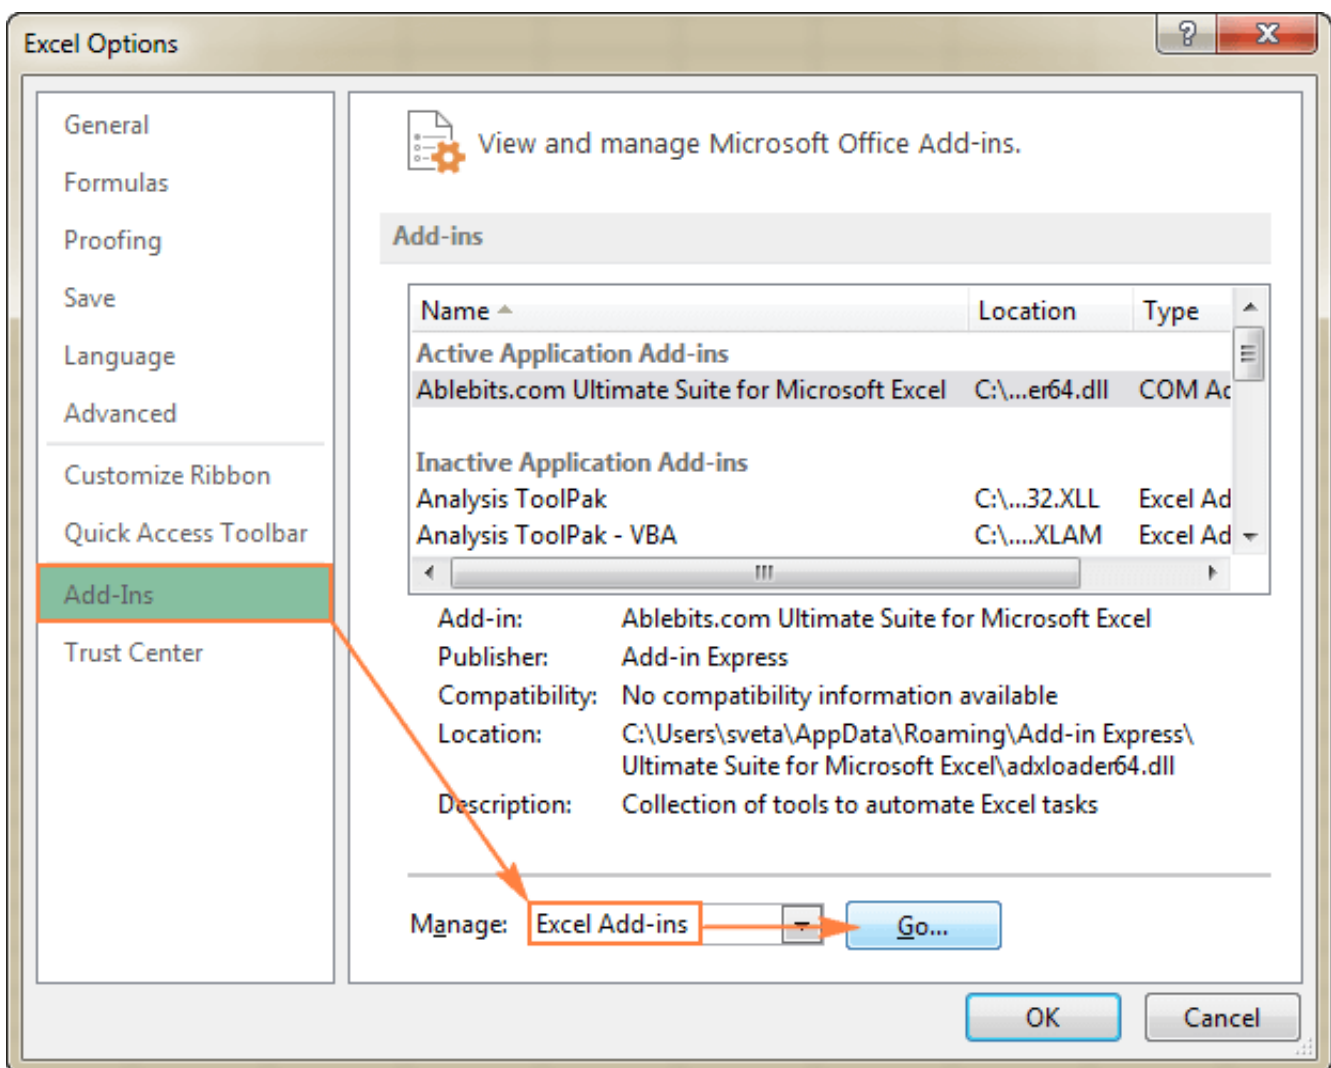 Excel Options
?
General
Formulas
Proofing
Save
Language
Advanced
Customize Ribbon
Quick Access Toolbar
Add-Ins
Trust Center
View and manage Microsoft Office Add-ins.
Add-ins
Name Location Type
Active Application Add-ins
Ablebits.com Ultimate Suite for Microsoft Excel C:\...er64.dll COM Ad
Inactive Application Add-ins
Analysis ToolPak C:\...32.XLL Excel Ad
Analysis ToolPak - VBA C:\....XLAM Excel Ad
Add-in: Ablebits.com Ultimate Suite for Microsoft Excel
Publisher: Add-in Express
Compatibility: No compatibility information available
Location: C:\Users\sveta\AppData\Roaming\Add-in Express\
Ultimate Suite for Microsoft Excel\adxloader64.dll
Description: Collection of tools to automate Excel tasks
Manage: Excel Add-ins Go...
OK Cancel